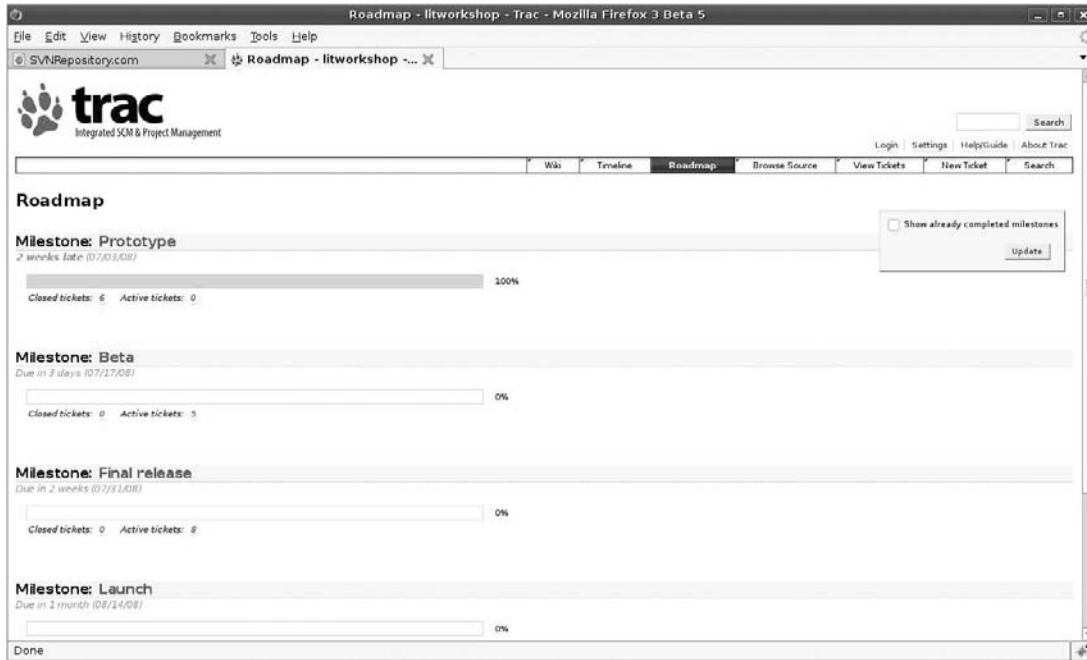 Roadmap - litworkshop - Trac - Mozilla Firefox 3 Beta 5
File Edit View History Bookmarks Tools Help
SVNRepository.com
Roadmap - litworkshop -...
trac
Integrated SCM & Project Management
Search
Login Settings Help/Guide About Trac
Wiki Timeline Roadmap Browse Source View Tickets New Ticket Search
Roadmap
Show already completed milestones
Update
Milestone: Prototype
2 weeks late (07/03/08)
100%
Closed tickets: 6 Active tickets: 0
Milestone: Beta
Due in 3 days (07/17/08)
0%
Closed tickets: 0 Active tickets: 5
Milestone: Final release
Due in 2 weeks (07/31/08)
0%
Closed tickets: 0 Active tickets: 8
Milestone: Launch
Due in 1 month (08/14/08)
0%
Done